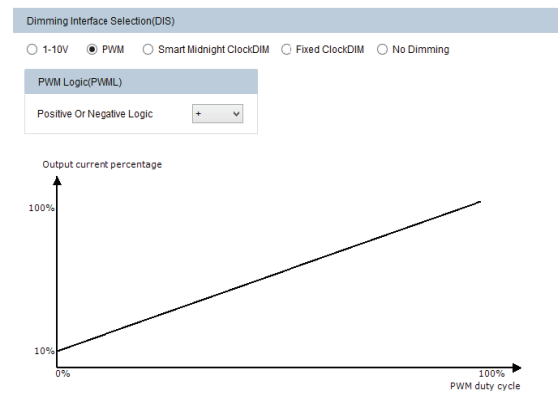 Dimming Interface Selection(DIS)
1-10V PWM Smart Midnight ClockDIM Fixed ClockDIM No Dimming
PWM Logic(PWML)
Positive Or Negative Logic +
Output current percentage
100%
10%
0% 100%
PWM duty cycle